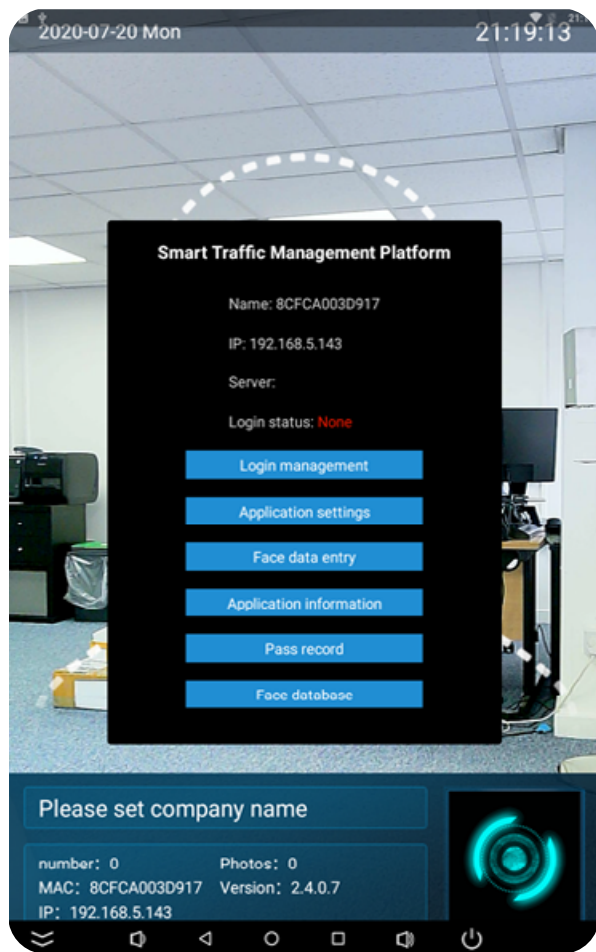 2020-07-20 Mon
21:19:13
Smart Traffic Management Platform
Name: 8CFCA003D917
IP: 192.168.5.143
Server:
Login status: None
Login management
Application settings
Face data entry
Application information
Pass record
Face database
Please set company name
number: 0 Photos: 0
MAC: 8CFCA003D917 Version: 2.4.0.7
IP: 192.168.5.143